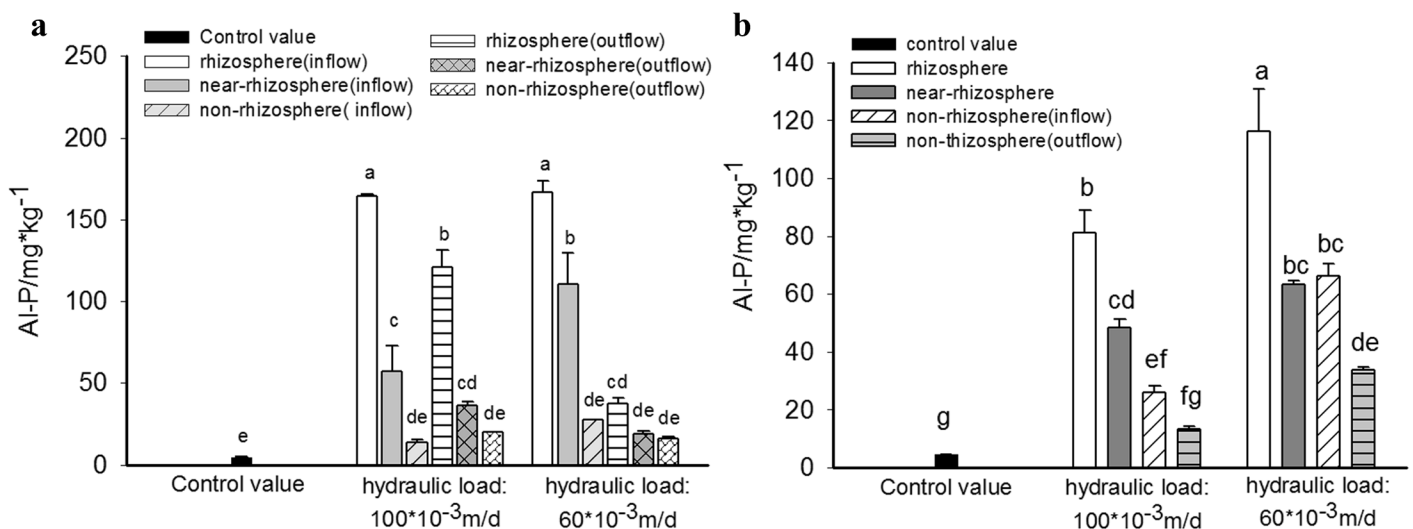 a
Control value
rhizosphere(inflow)
near-rhizosphere(inflow)
non-rhizosphere( inflow)
rhizosphere(outflow)
near-rhizosphere(outflow)
non-rhizosphere(outflow)
Al-P/mg*kg-1
250
200
150
100
50
0
e
a
c
de
b
cd
de
a
b
de
cd
de
de
Control value
hydraulic load:
100*10-3m/d
hydraulic load:
60*10-3m/d
b
control value
rhizosphere
near-rhizosphere
non-rhizosphere(inflow)
non-thizosphere(outflow)
Al-P/mg*kg-1
140
120
100
80
60
40
20
0
g
b
cd
ef
fg
a
bc
bc
de
Control value
hydraulic load:
100*10-3m/d
hydraulic load:
60*10-3m/d